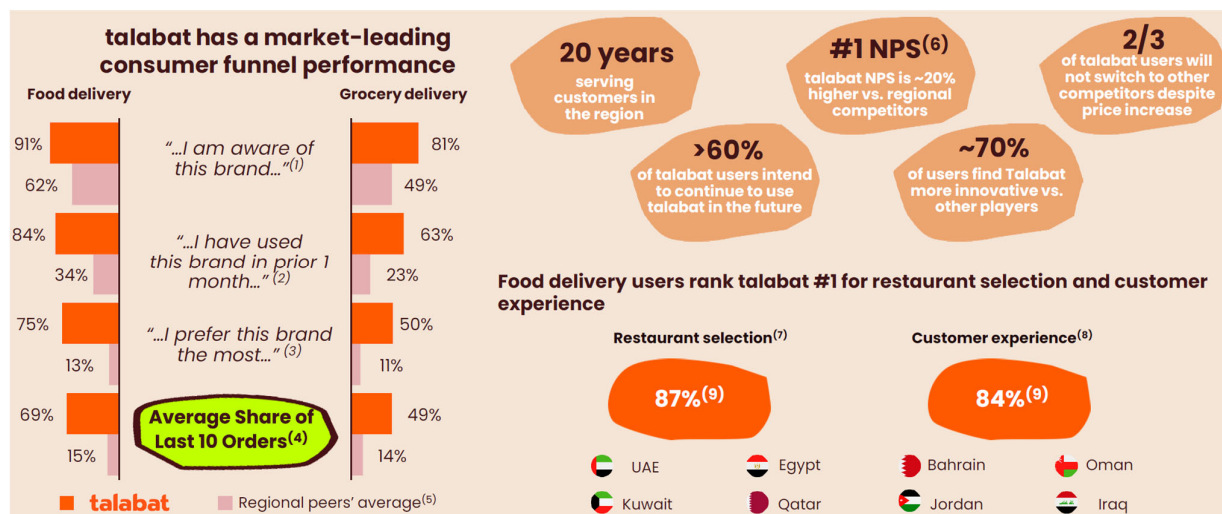 talabat has a market-leading
consumer funnel performance
Food delivery
Grocery delivery
91%
62%
“...I am aware of
this brand...”(1)
81%
49%
84%
34%
“...I have used
this brand in prior 1
month...” (2)
63%
23%
75%
13%
“...I prefer this brand
the most...” (3)
50%
11%
69%
15%
Average Share of
Last 10 Orders(4)
49%
14%
talabat
Regional peers’ average(5)
20 years
serving
customers in
the region
#1 NPS(6)
talabat NPS is ~20%
higher vs. regional
competitors
2/3
of talabat users will
not switch to other
competitors despite
price increase
>60%
of talabat users intend
to continue to use
talabat in the future
~70%
of users find Talabat
more innovative vs.
other players
Food delivery users rank talabat #1 for restaurant selection and customer
experience
Restaurant selection(7)
87%(9)
Customer experience(8)
84%(9)
UAE
Egypt
Bahrain
Oman
Kuwait
Qatar
Jordan
Iraq